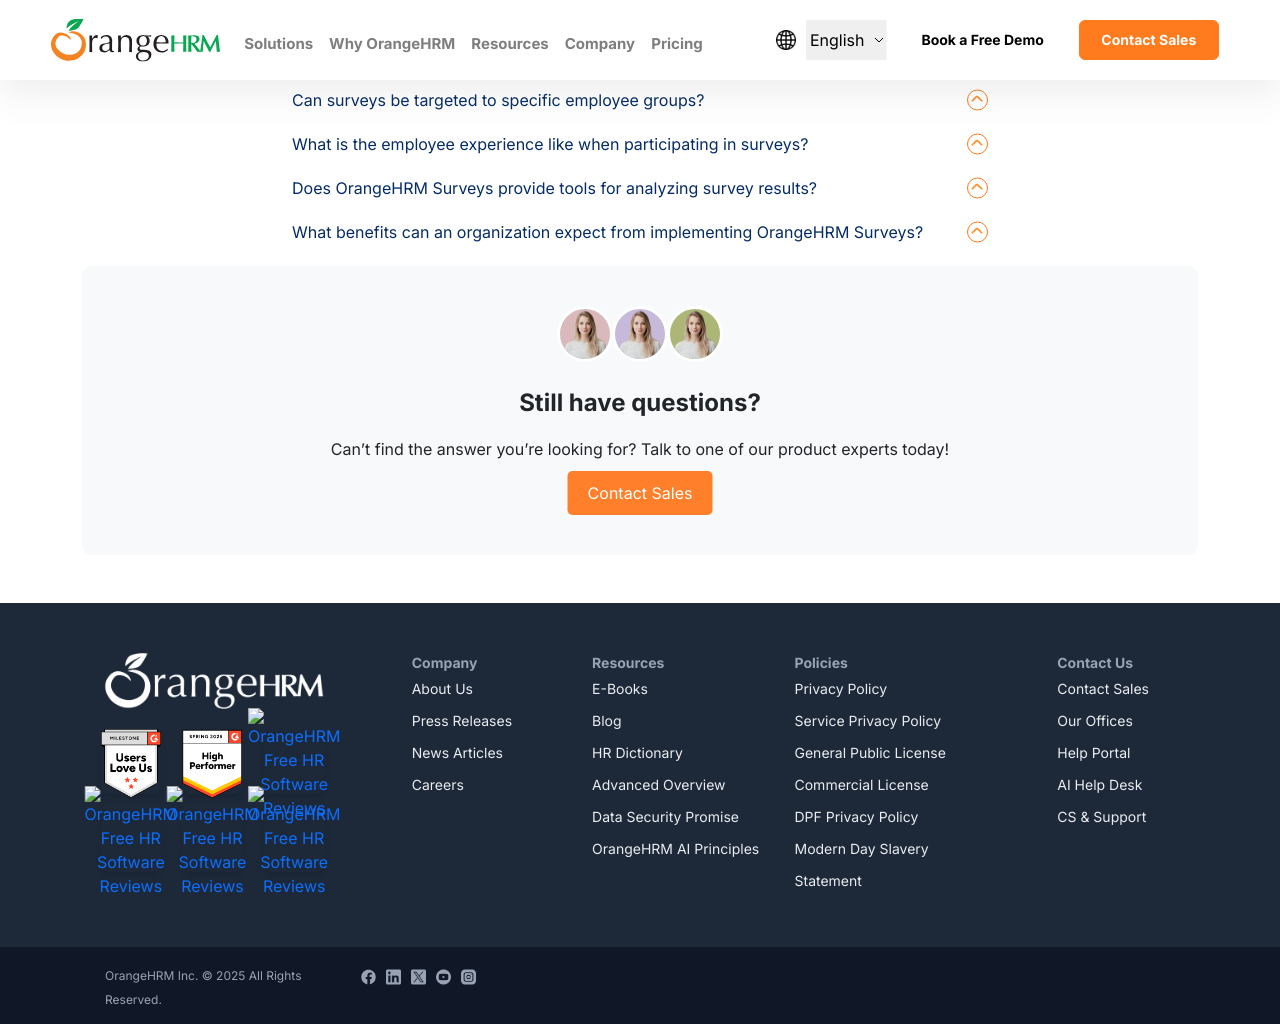 OrangeHRM
Solutions
Why OrangeHRM
Resources
Company
Pricing
English
Book a Free Demo
Contact Sales
Can surveys be targeted to specific employee groups?
What is the employee experience like when participating in surveys?
Does OrangeHRM Surveys provide tools for analyzing survey results?
What benefits can an organization expect from implementing OrangeHRM Surveys?
Still have questions?
Can’t find the answer you’re looking for? Talk to one of our product experts today!
Contact Sales
OrangeHRM
MILESTONE
Users
Love Us
SPRING 2025
High
Performer
OrangeHRM
Free HR
Software
Reviews
OrangeHRM
Free HR
Software
Reviews
OrangeHRM
Free HR
Software
Reviews
OrangeHRM
Free HR
Software
Reviews
Company
About Us
Press Releases
News Articles
Careers
Resources
E-Books
Blog
HR Dictionary
Advanced Overview
Data Security Promise
OrangeHRM AI Principles
Policies
Privacy Policy
Service Privacy Policy
General Public License
Commercial License
DPF Privacy Policy
Modern Day Slavery
Statement
Contact Us
Contact Sales
Our Offices
Help Portal
AI Help Desk
CS & Support
OrangeHRM Inc. © 2025 All Rights
Reserved.